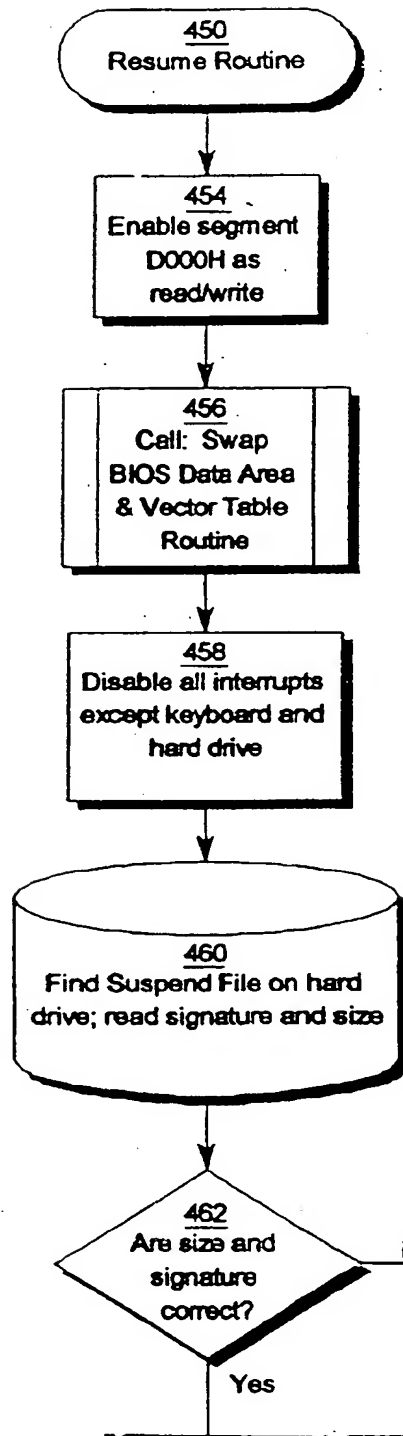 450
Resume Routine
454
Enable segment
D000H as
read/write
456
Call: Swap
BIOS Data Area
& Vector Table
Routine
458
Disable all interrupts
except keyboard and
hard drive
460
Find Suspend File on hard
drive; read signature and size
462
Are size and
signature
correct?
Yes